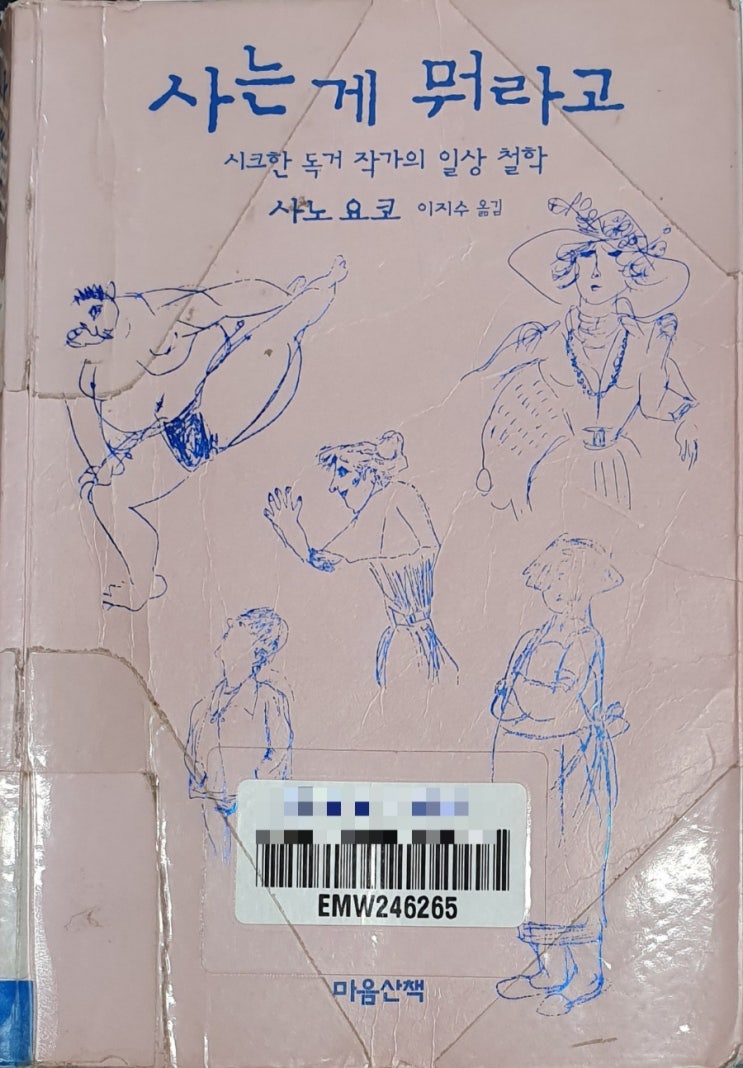 사는 게 뭐라고
시크한 독거 작가의 일상 철학
사노 요코 이지수 옮김
EMW246265
마음산책